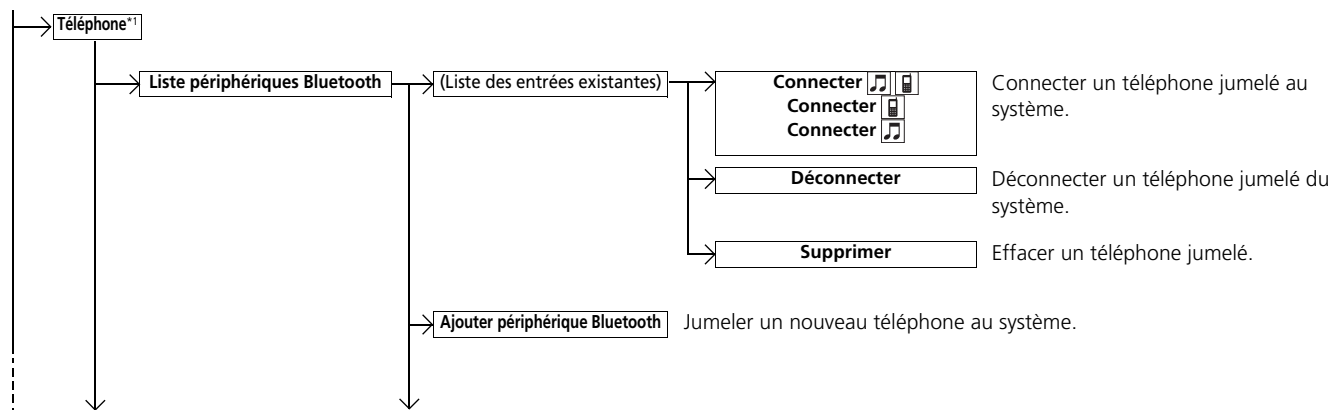 Téléphone*1
Liste périphériques Bluetooth
(Liste des entrées existantes)
Connecter
Connecter
Connecter
Connecter un téléphone jumelé au
système.
Déconnecter
Déconnecter un téléphone jumelé du
système.
Supprimer
Effacer un téléphone jumelé.
Ajouter périphérique Bluetooth
Jumeler un nouveau téléphone au système.